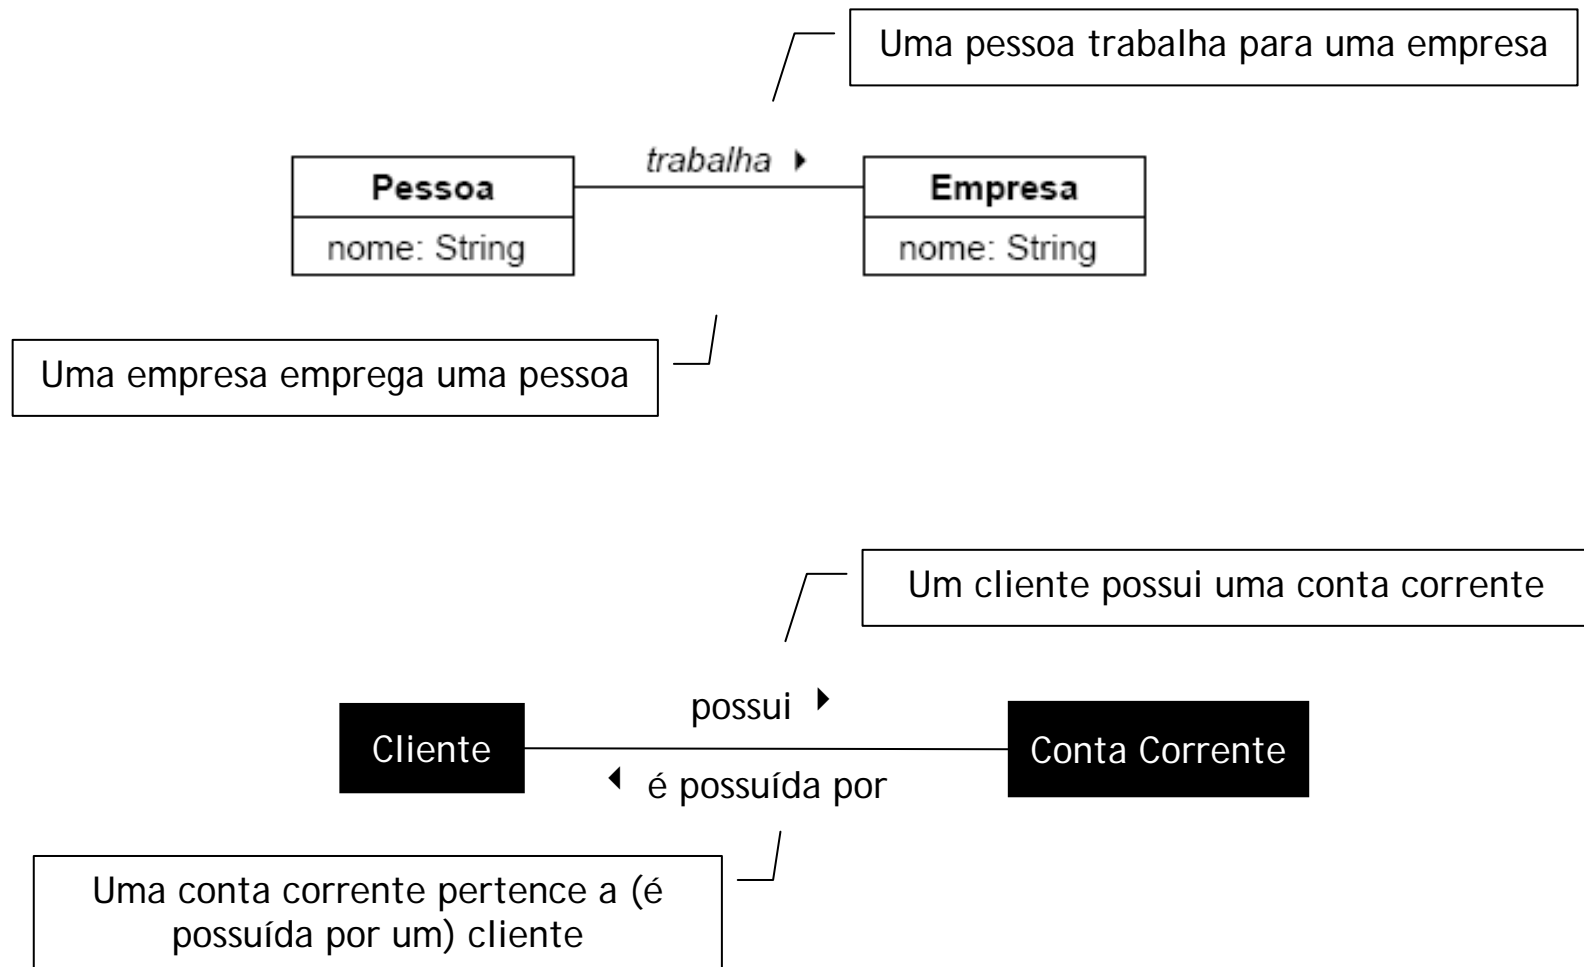 Uma pessoa trabalha para uma empresa
trabalha
Pessoa
nome: String
Empresa
nome: String
Uma empresa emprega uma pessoa
Um cliente possui uma conta corrente
possui
Cliente
Conta Corrente
é possuída por
Uma conta corrente pertence a (é
possuída por um) cliente